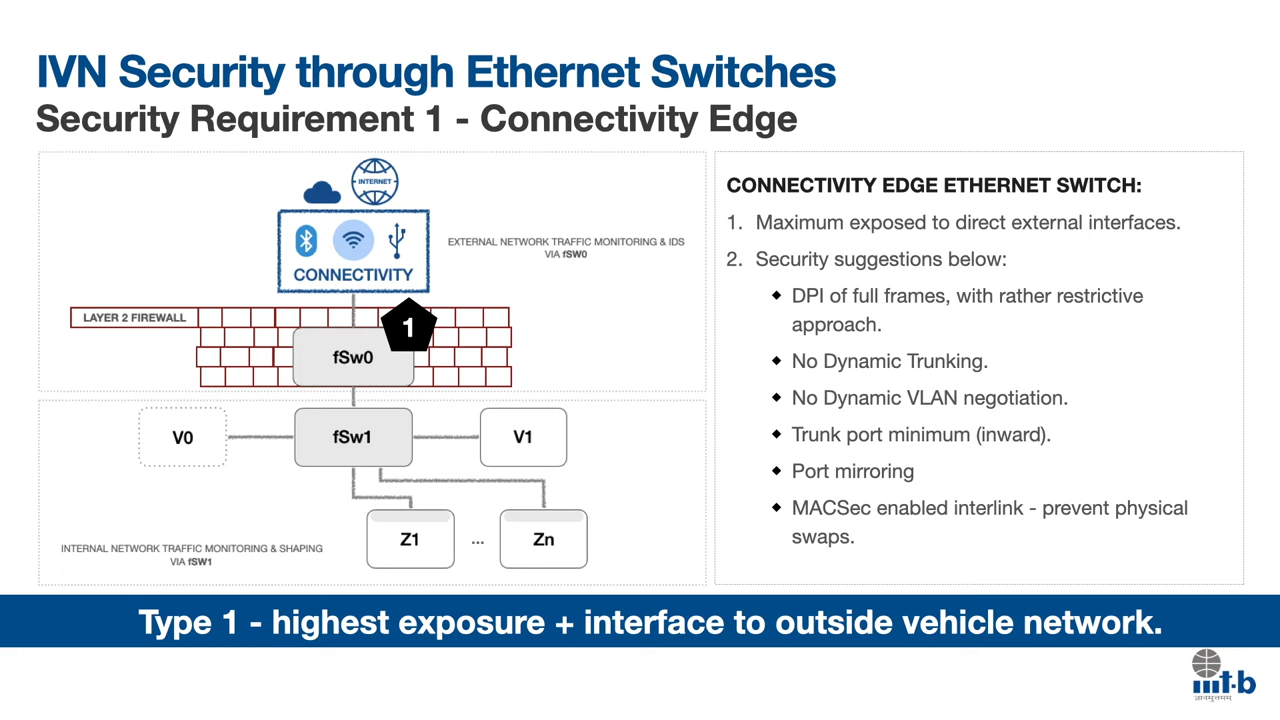 IVN Security through Ethernet Switches
Security Requirement 1 - Connectivity Edge
INTERNET
CONNECTIVITY
EXTERNAL NETWORK TRAFFIC MONITORING & IDS
VIA fSW0
LAYER 2 FIREWALL
1
fSw0
V0
fSw1
V1
Z1
...
Zn
INTERNAL NETWORK TRAFFIC MONITORING & SHAPING
VIA fSW1
CONNECTIVITY EDGE ETHERNET SWITCH:
1. Maximum exposed to direct external interfaces.
2. Security suggestions below:
◆ DPI of full frames, with rather restrictive
approach.
◆ No Dynamic Trunking.
◆ No Dynamic VLAN negotiation.
◆ Trunk port minimum (inward).
◆ Port mirroring
◆ MACSec enabled interlink - prevent physical
swaps.
Type 1 - highest exposure + interface to outside vehicle network.
iiit-b
ज्ञानमुत्तमम्